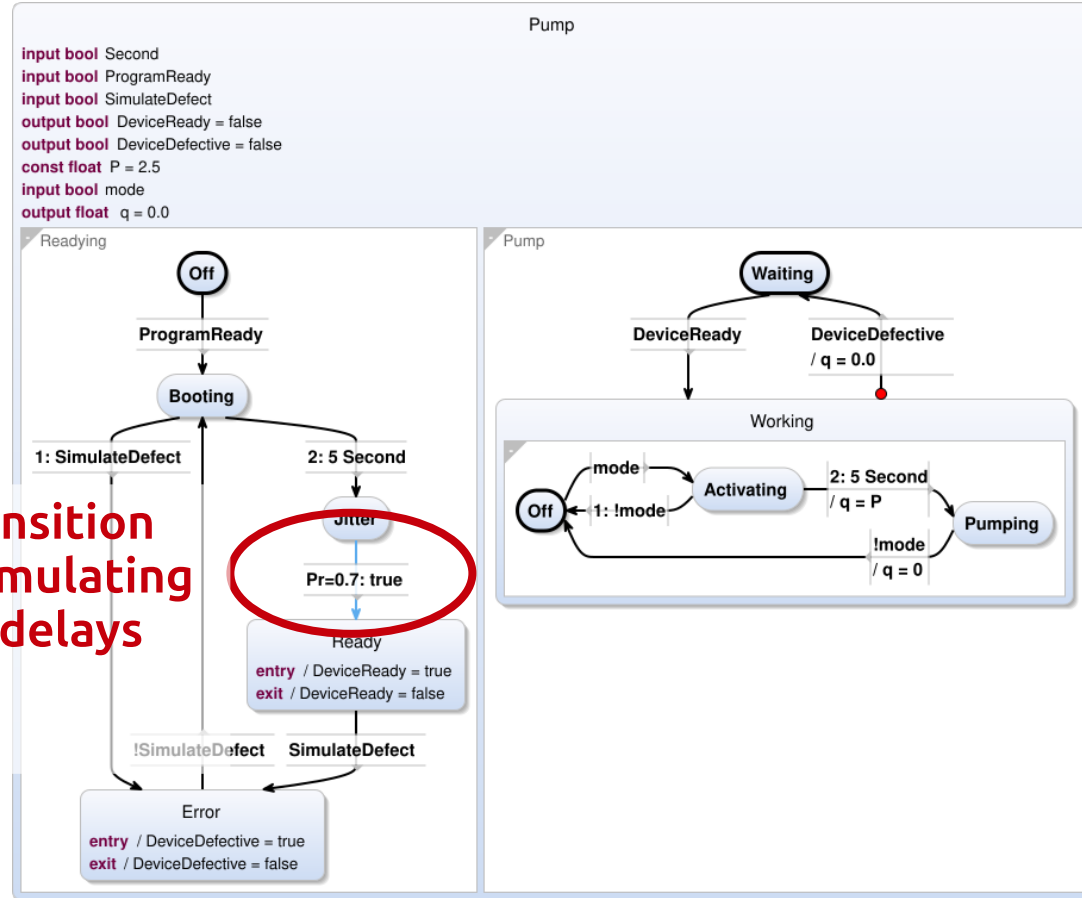 Pump
input bool Second
input bool ProgramReady
input bool SimulateDefect
output bool DeviceReady = false
output bool DeviceDefective = false
const float P = 2.5
input bool mode
output float q = 0.0
- Readying
Off
ProgramReady
Booting
1: SimulateDefect
2: 5 Second
Jitter
nsition
mulating
delays
Pr=0.7: true
Ready
entry / DeviceReady = true
exit / DeviceReady = false
!SimulateDefect
SimulateDefect
Error
entry / DeviceDefective = true
exit / DeviceDefective = false
- Pump
Waiting
DeviceReady
DeviceDefective
/ q = 0.0
Working
-
Off
mode
1: !mode
Activating
2: 5 Second
/ q = P
Pumping
!mode
/ q = 0